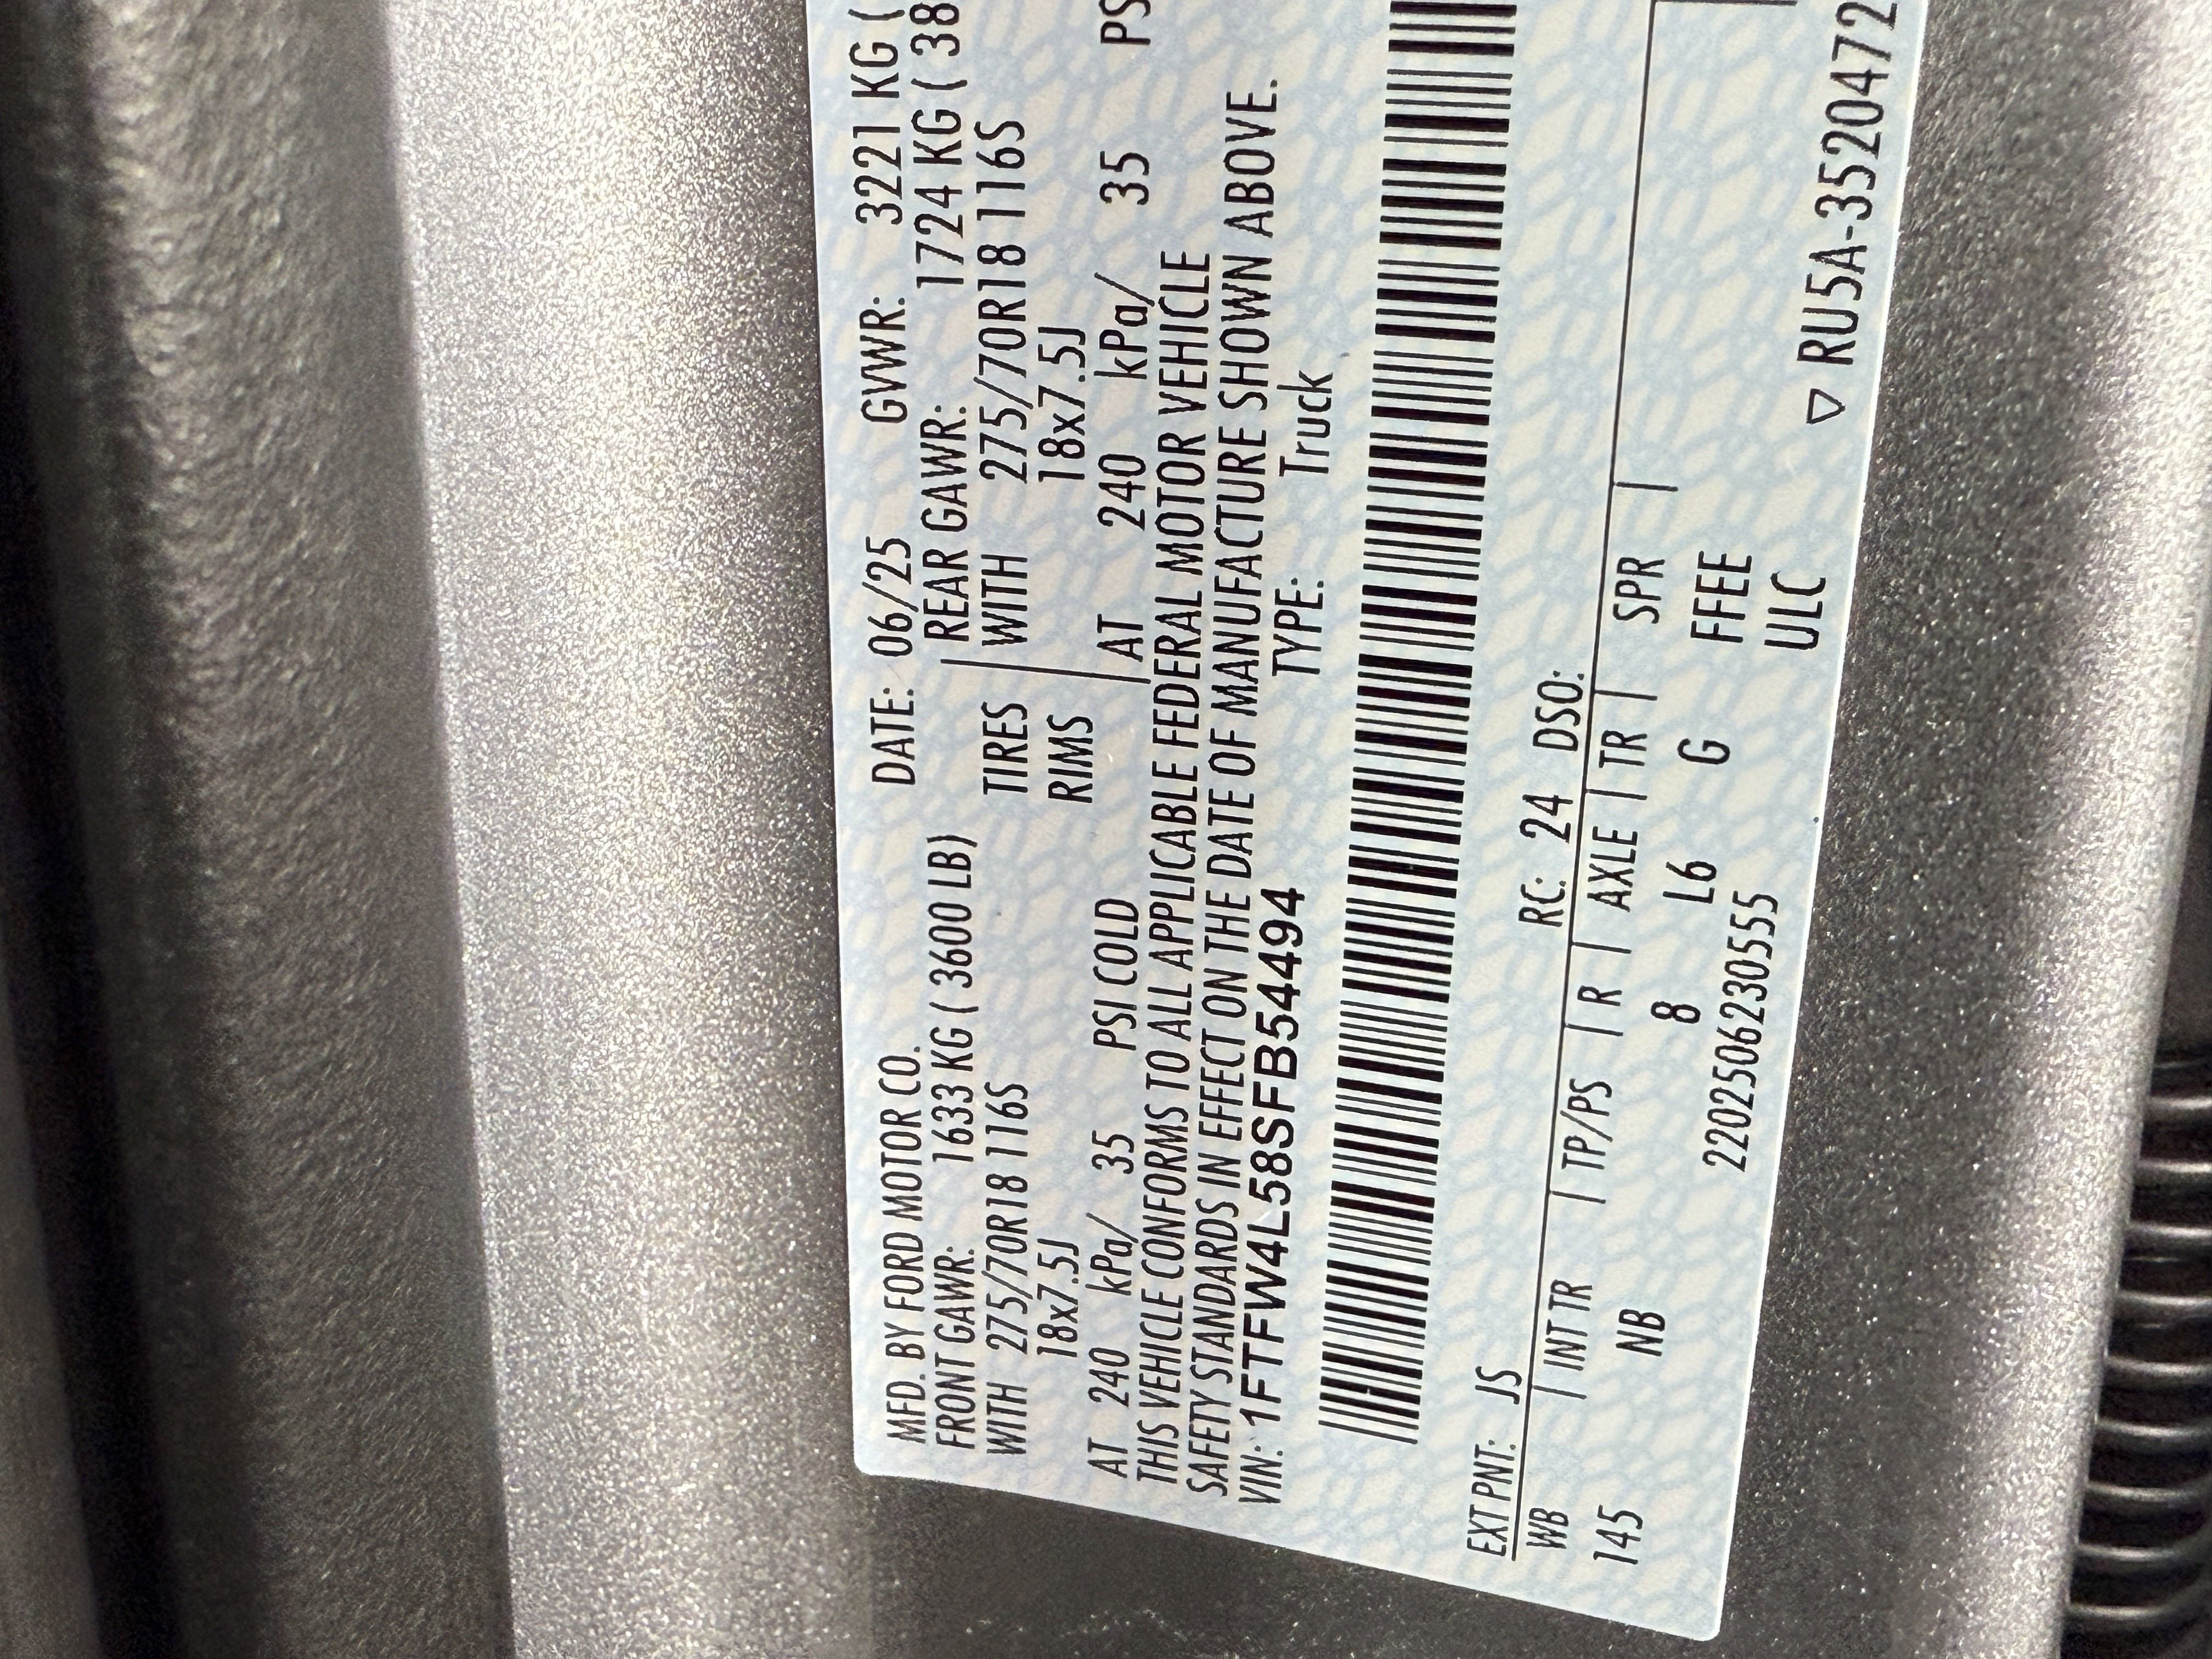 MFD. BY FORD MOTOR CO. DATE: 06/25 GVWR: 3221 KG (
FRONT GAWR: 1633 KG ( 3600 LB) REAR GAWR: 1724 KG ( 38
WITH 275/70R18 116S TIRES WITH 275/70R18 116S
18x7.5J RIMS 18x7.5J
AT 240 kPa/ 35 PSI COLD AT 240 kPa/ 35 PS
THIS VEHICLE CONFORMS TO ALL APPLICABLE FEDERAL MOTOR VEHICLE
SAFETY STANDARDS IN EFFECT ON THE DATE OF MANUFACTURE SHOWN ABOVE.
VIN: 1FTFW4L58SFB54494 TYPE: Truck
EXT PNT: JS RC: 24 DSO:
WB | INT TR | TP/PS | R | AXLE | TR | SPR |
145 NB 8 L6 G FFEE
220250623055​5 ULC
▽ RU5A-3520472